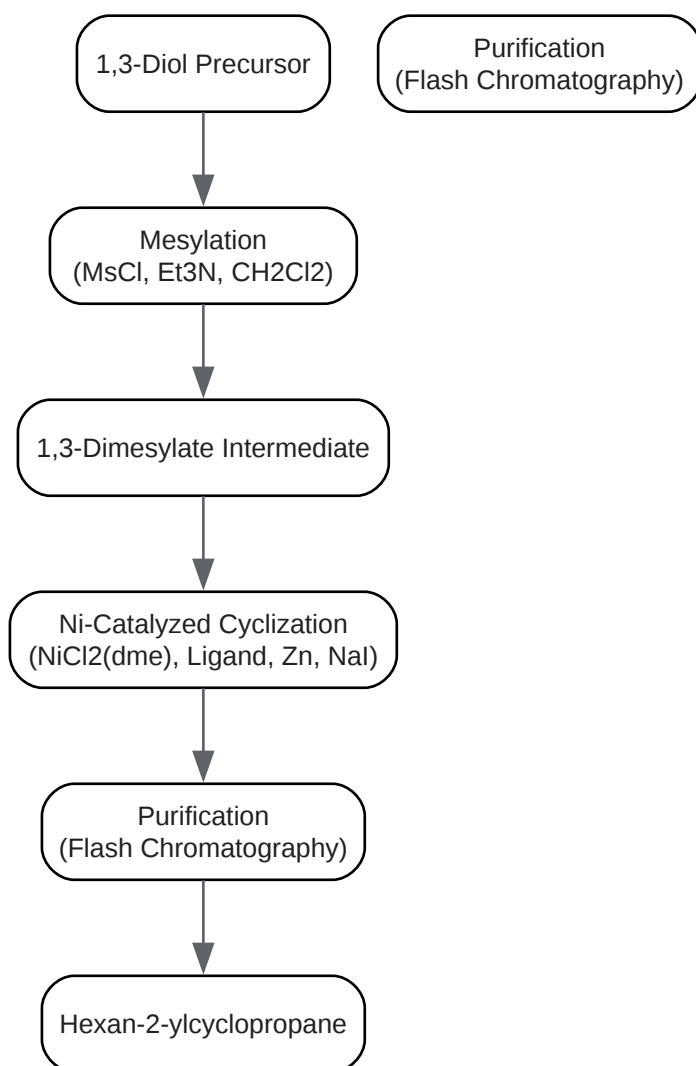 1,3-Diol Precursor
Purification
(Flash Chromatography)
Mesylation
(MsCl, Et3N, CH2Cl2)
1,3-Dimesylate Intermediate
Ni-Catalyzed Cyclization
(NiCl2(dme), Ligand, Zn, NaI)
Purification
(Flash Chromatography)
Hexan-2-ylcyclopropane